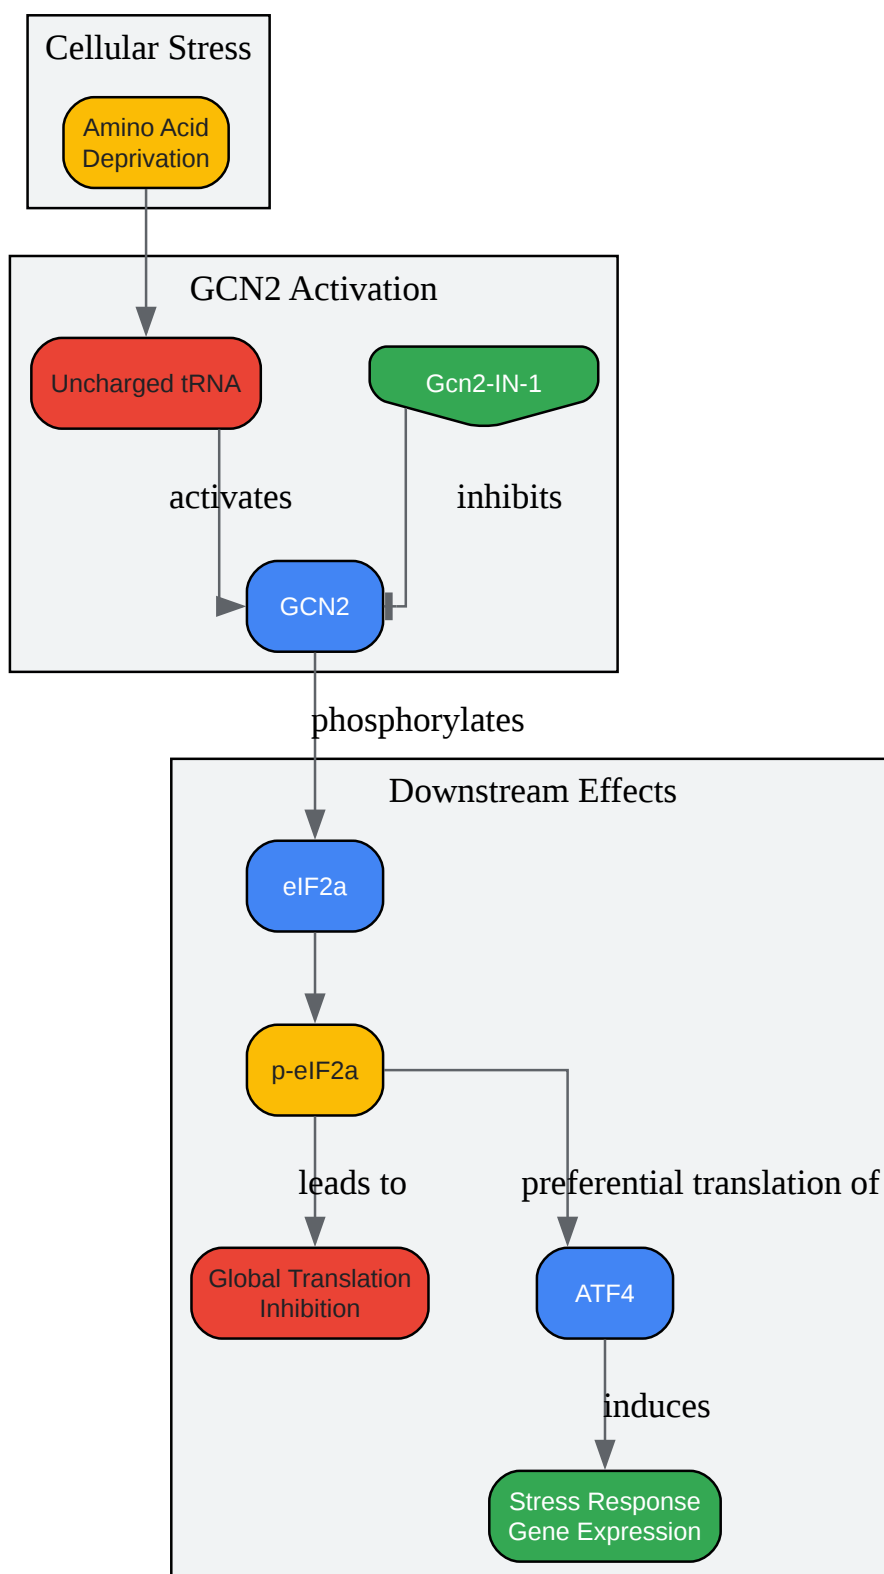 Cellular Stress
Amino Acid
Deprivation
GCN2 Activation
Uncharged tRNA
Gcn2-IN-1
activates
inhibits
GCN2
phosphorylates
Downstream Effects
eIF2a
p-eIF2a
leads to
preferential translation of
Global Translation
Inhibition
ATF4
induces
Stress Response
Gene Expression